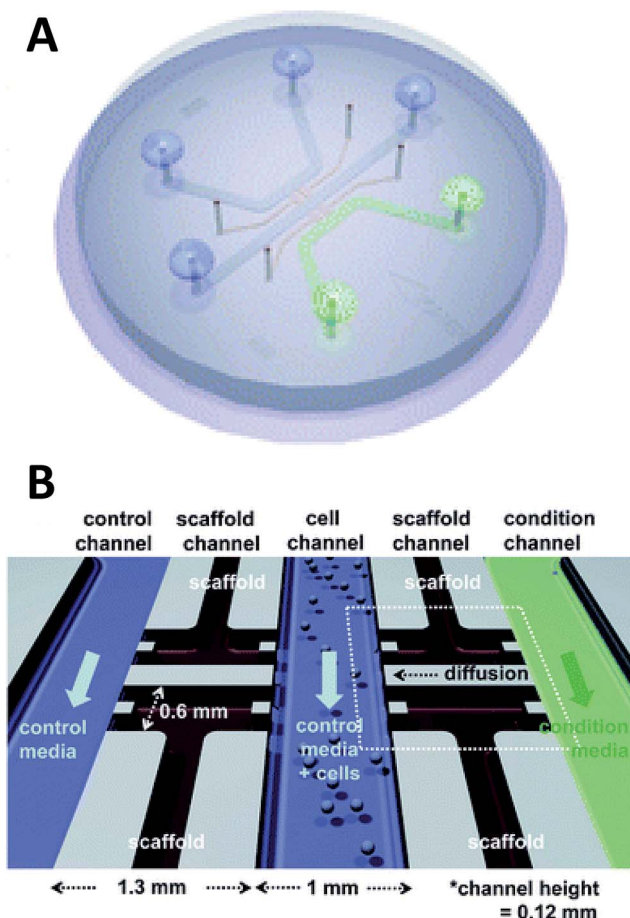 A
B
control channel
scaffold channel
cell channel
scaffold channel
condition channel
scaffold
scaffold
diffusion
0.6 mm
control media
control media + cells
condition media
scaffold
scaffold
1.3 mm
1 mm
*channel height = 0.12 mm